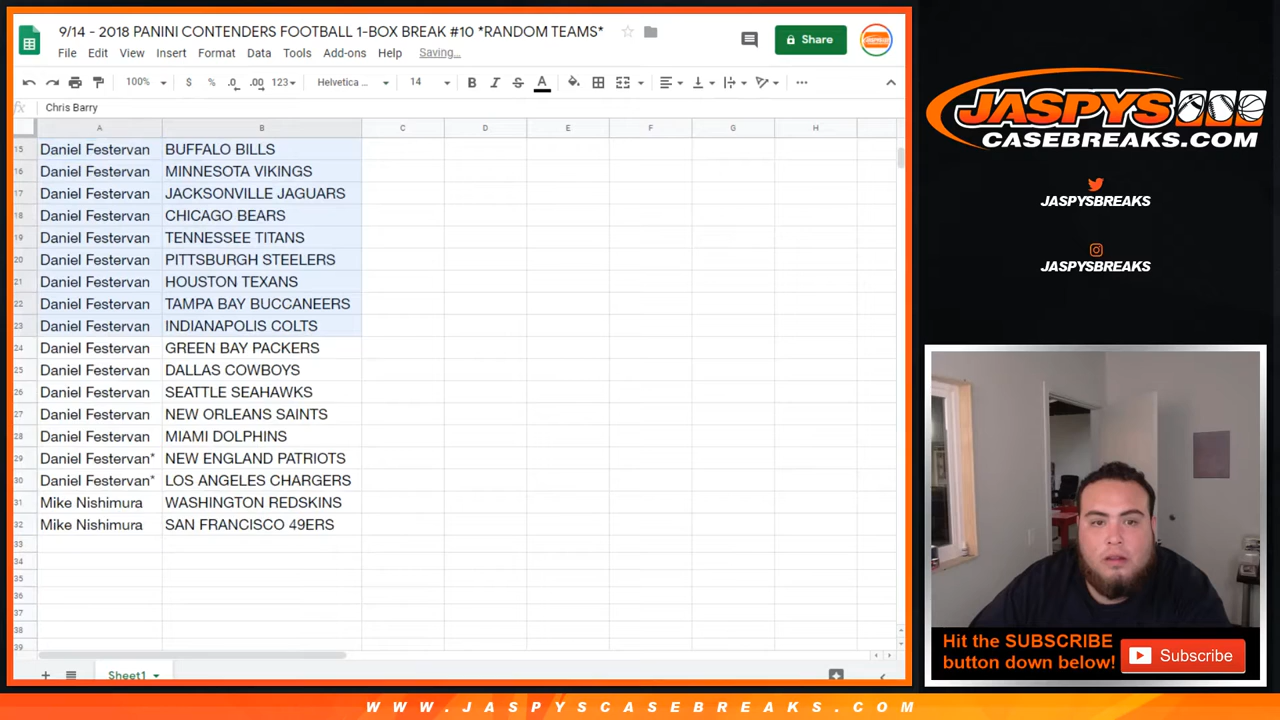 9/14 - 2018 PANINI CONTENDERS FOOTBALL 1-BOX BREAK #10 *RANDOM TEAMS*
File Edit View Insert Format Data Tools Add-ons Help Saving...
Share
100% $ % .0 .00 123 Helvetica ... 14 B I S A
fx Chris Barry
A B C D E F G H
15 Daniel Festervan BUFFALO BILLS
16 Daniel Festervan MINNESOTA VIKINGS
17 Daniel Festervan JACKSONVILLE JAGUARS
18 Daniel Festervan CHICAGO BEARS
19 Daniel Festervan TENNESSEE TITANS
20 Daniel Festervan PITTSBURGH STEELERS
21 Daniel Festervan HOUSTON TEXANS
22 Daniel Festervan TAMPA BAY BUCCANEERS
23 Daniel Festervan INDIANAPOLIS COLTS
24 Daniel Festervan GREEN BAY PACKERS
25 Daniel Festervan DALLAS COWBOYS
26 Daniel Festervan SEATTLE SEAHAWKS
27 Daniel Festervan NEW ORLEANS SAINTS
28 Daniel Festervan MIAMI DOLPHINS
29 Daniel Festervan* NEW ENGLAND PATRIOTS
30 Daniel Festervan* LOS ANGELES CHARGERS
31 Mike Nishimura WASHINGTON REDSKINS
32 Mike Nishimura SAN FRANCISCO 49ERS
33
34
35
36
37
38
39
Sheet1
JASPYS
CASEBREAKS.COM
JASPYSBREAKS
JASPYSBREAKS
Hit the SUBSCRIBE
button down below!
Subscribe
WWW.JASPYSCASEBREAKS.COM